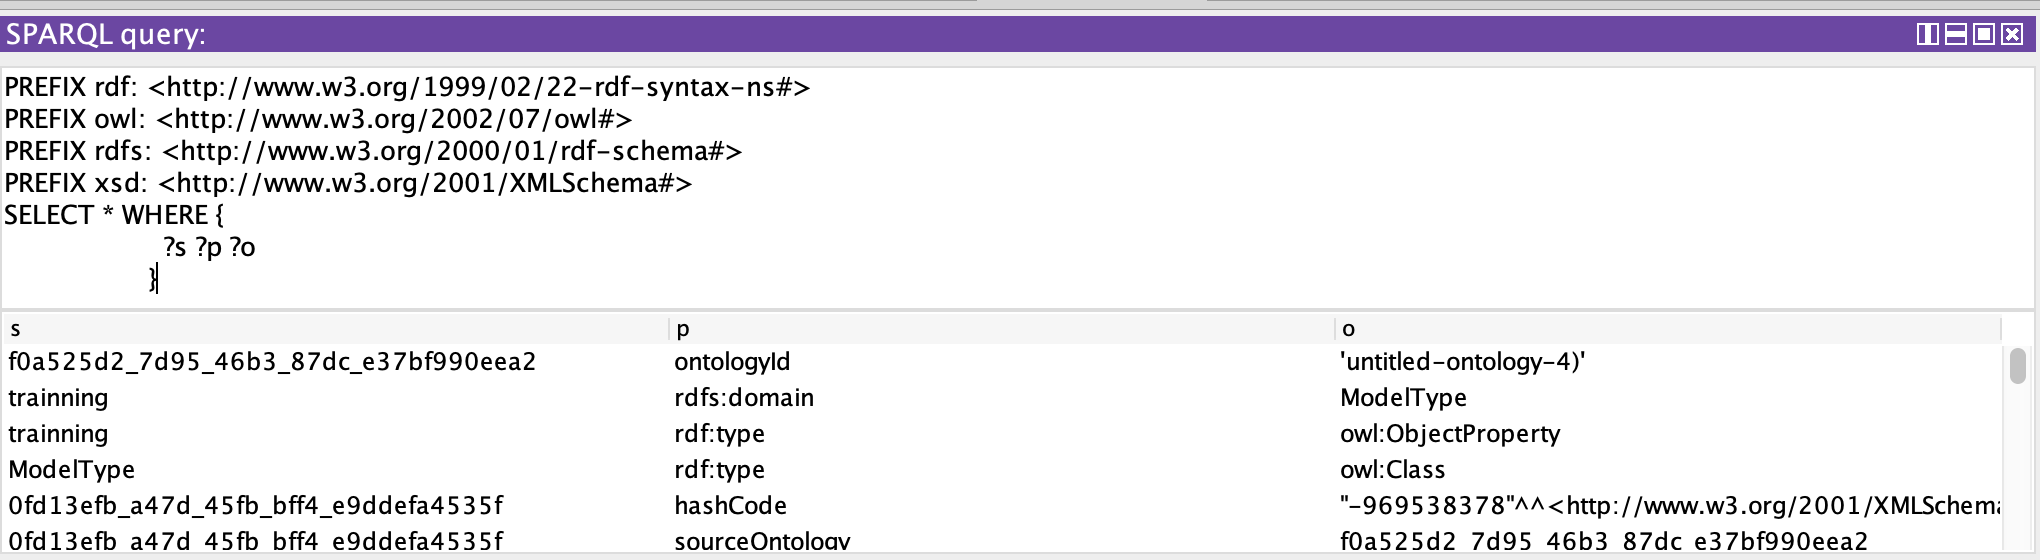 SPARQL query:
PREFIX rdf: <http://www.w3.org/1999/02/22-rdf-syntax-ns#>
PREFIX owl: <http://www.w3.org/2002/07/owl#>
PREFIX rdfs: <http://www.w3.org/2000/01/rdf-schema#>
PREFIX xsd: <http://www.w3.org/2001/XMLSchema#>
SELECT * WHERE {
?s ?p ?o
}
s p o
f0a525d2_7d95_46b3_87dc_e37bf990eea2 ontologyId 'untitled-ontology-4)'
trainning rdfs:domain ModelType
trainning rdf:type owl:ObjectProperty
ModelType rdf:type owl:Class
0fd13efb_a47d_45fb_bff4_e9ddefa4535f hashCode "-969538378"^^<http://www.w3.org/2001/XMLSchema
0fd13efb_a47d_45fb_bff4_e9ddefa4535f sourceOntology f0a525d2_7d95_46b3_87dc_e37bf990eea2